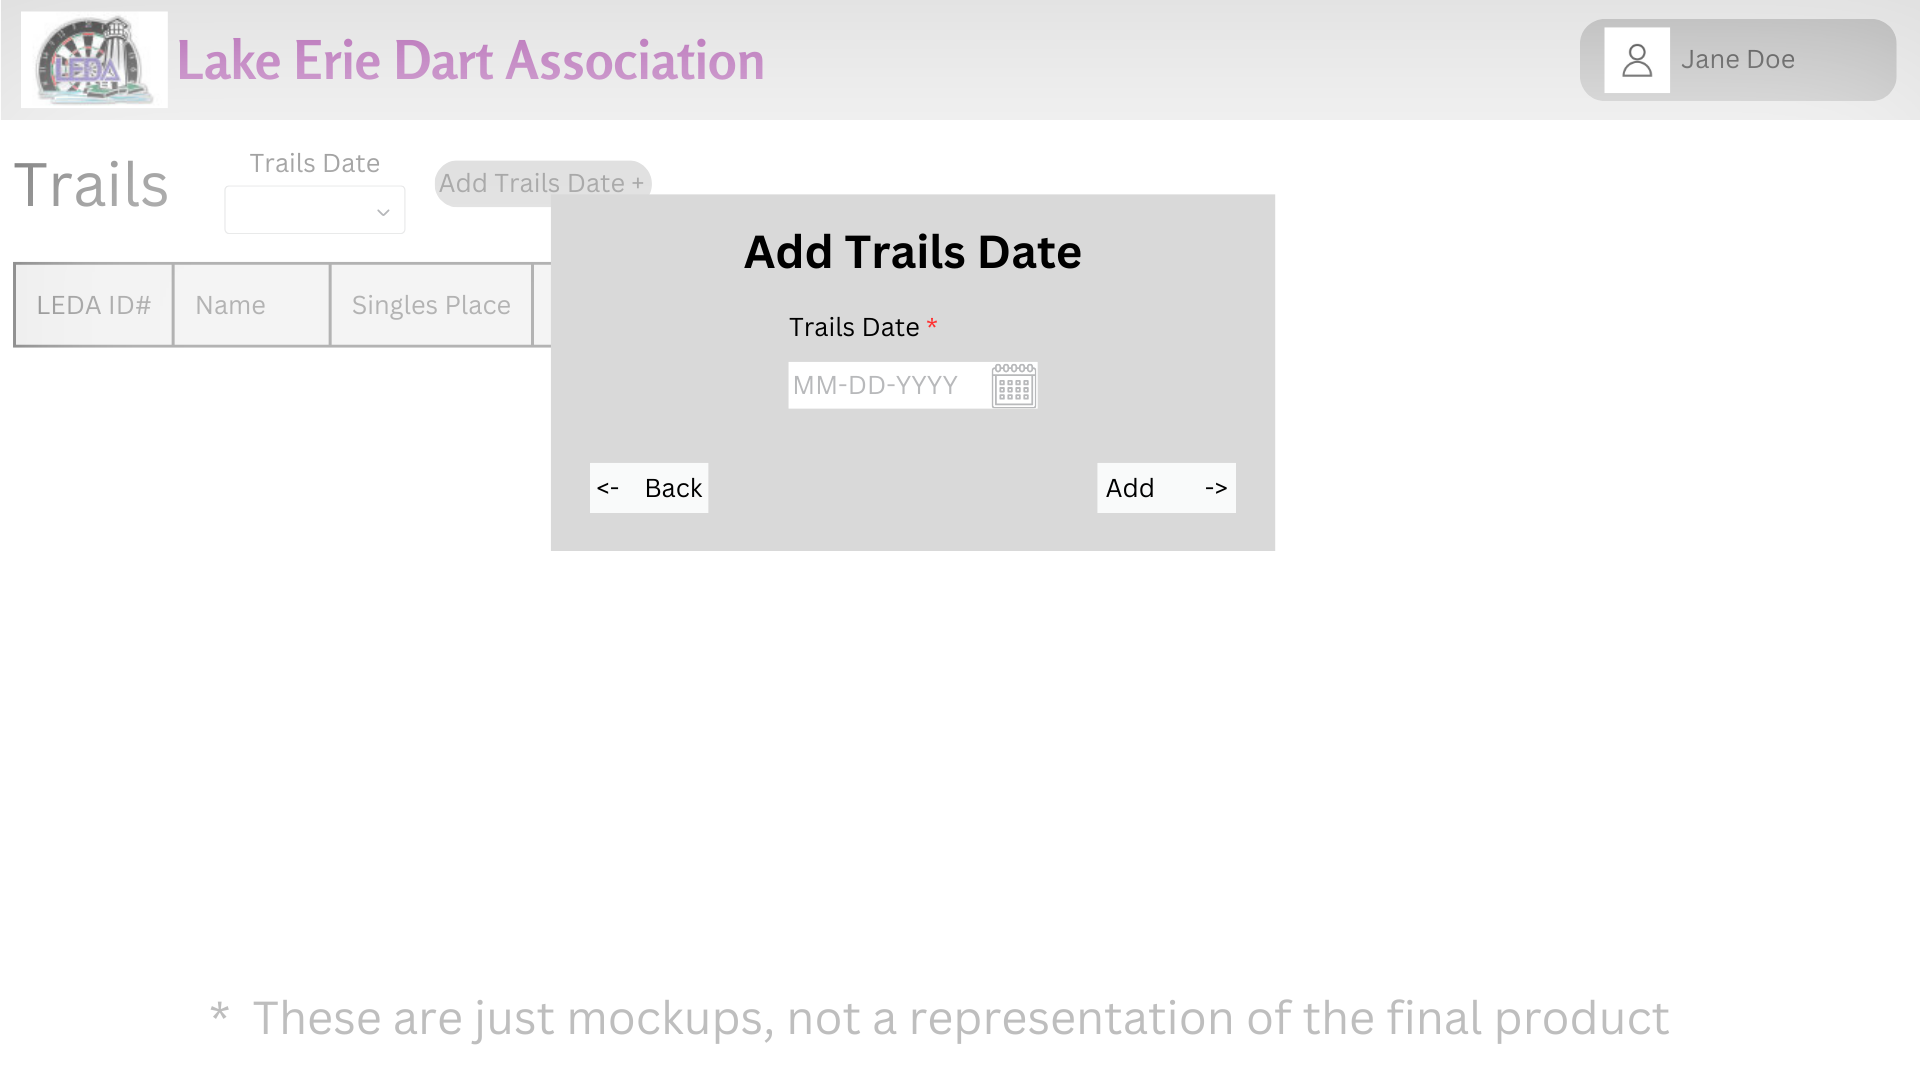 LEDA
Lake Erie Dart Association
Jane Doe
Trails
Trails Date
Add Trails Date +
LEDA ID#
Name
Singles Place
Add Trails Date
Trails Date *
MM-DD-YYYY
<- Back
Add ->
* These are just mockups, not a representation of the final product